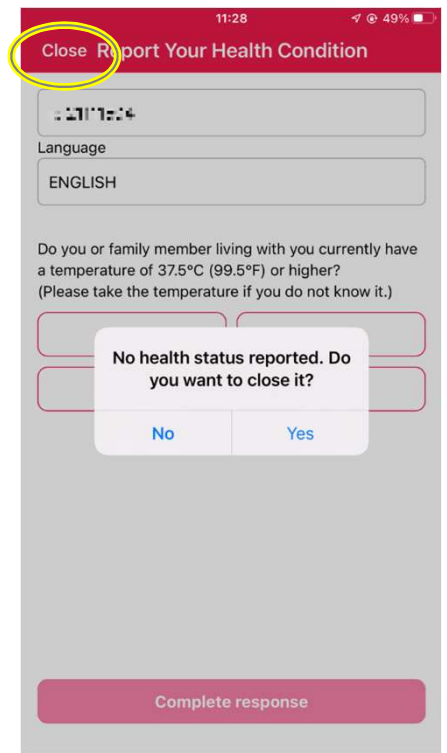 11:28
49%
Close Report Your Health Condition
Language
ENGLISH
Do you or family member living with you currently have
a temperature of 37.5°C (99.5°F) or higher?
(Please take the temperature if you do not know it.)
No health status reported. Do
you want to close it?
No Yes
Complete response